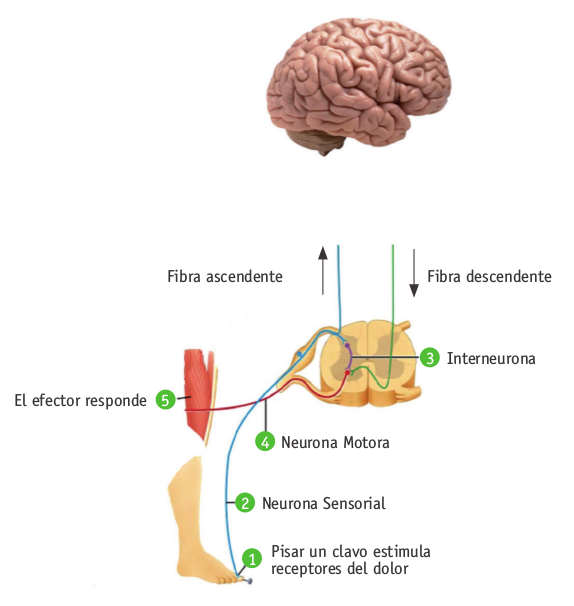 Fibra ascendente
Fibra descendente
3 Interneurona
El efector responde 5
4 Neurona Motora
2 Neurona Sensorial
1 Pisar un clavo estimula
receptores del dolor